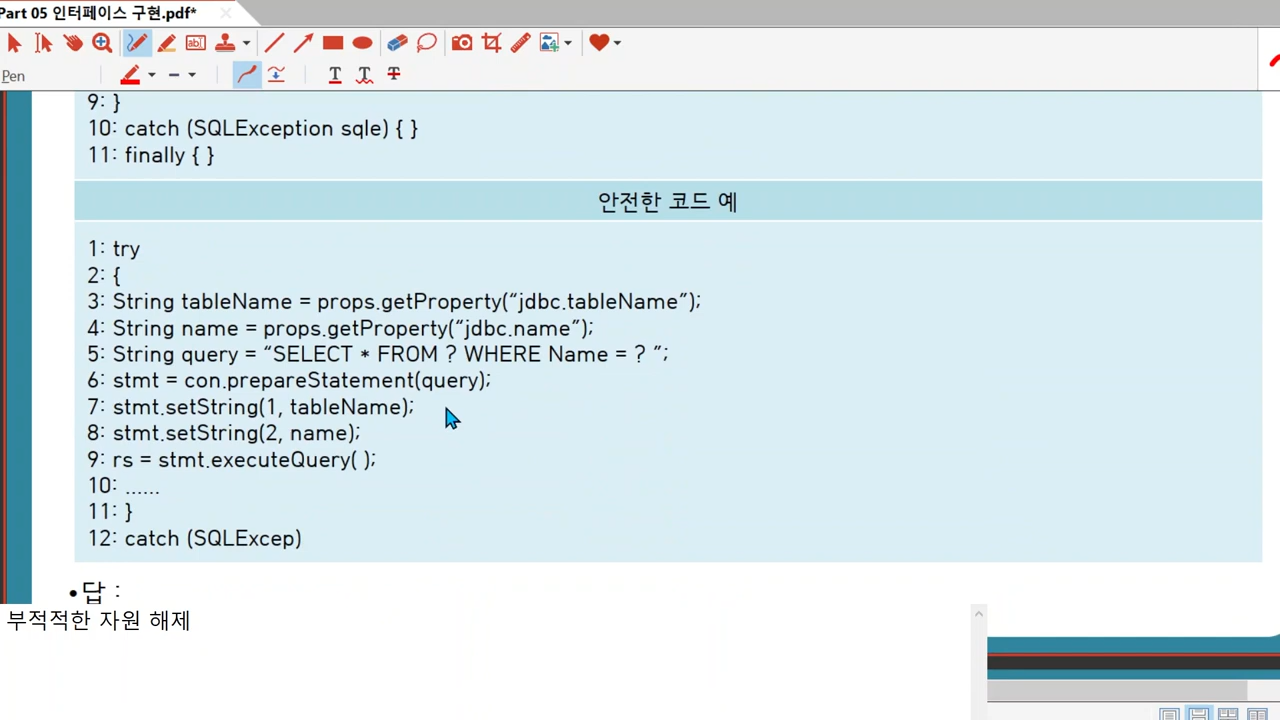 Part 05 인터페이스 구현.pdf*
Pen
9: }
10: catch (SQLException sqle) { }
11: finally { }
안전한 코드 예
1: try
2: {
3: String tableName = props.getProperty(“jdbc.tableName”);
4: String name = props.getProperty(“jdbc.name”);
5: String query = “SELECT * FROM ? WHERE Name = ? ”;
6: stmt = con.prepareStatement(query);
7: stmt.setString(1, tableName);
8: stmt.setString(2, name);
9: rs = stmt.executeQuery( );
10: ......
11: }
12: catch (SQLExcep)
•답 :
부적적한 자원 해제